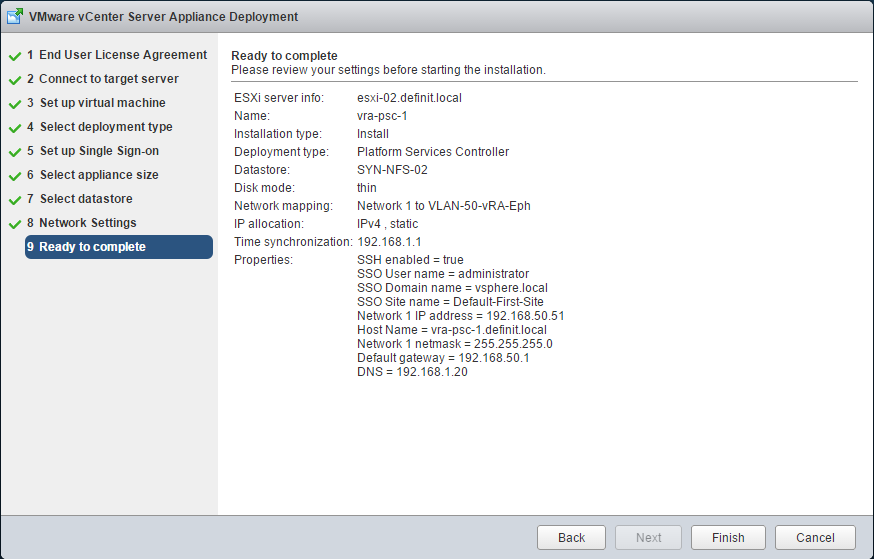 VMware vCenter Server Appliance Deployment
1 End User License Agreement
2 Connect to target server
3 Set up virtual machine
4 Select deployment type
5 Set up Single Sign-on
6 Select appliance size
7 Select datastore
8 Network Settings
9 Ready to complete
Ready to complete
Please review your settings before starting the installation.
ESXi server info: esxi-02.definit.local
Name: vra-psc-1
Installation type: Install
Deployment type: Platform Services Controller
Datastore: SYN-NFS-02
Disk mode: thin
Network mapping: Network 1 to VLAN-50-vRA-Eph
IP allocation: IPv4 , static
Time synchronization: 192.168.1.1
Properties: SSH enabled = true
SSO User name = administrator
SSO Domain name = vsphere.local
SSO Site name = Default-First-Site
Network 1 IP address = 192.168.50.51
Host Name = vra-psc-1.definit.local
Network 1 netmask = 255.255.255.0
Default gateway = 192.168.50.1
DNS = 192.168.1.20
Back Next Finish Cancel